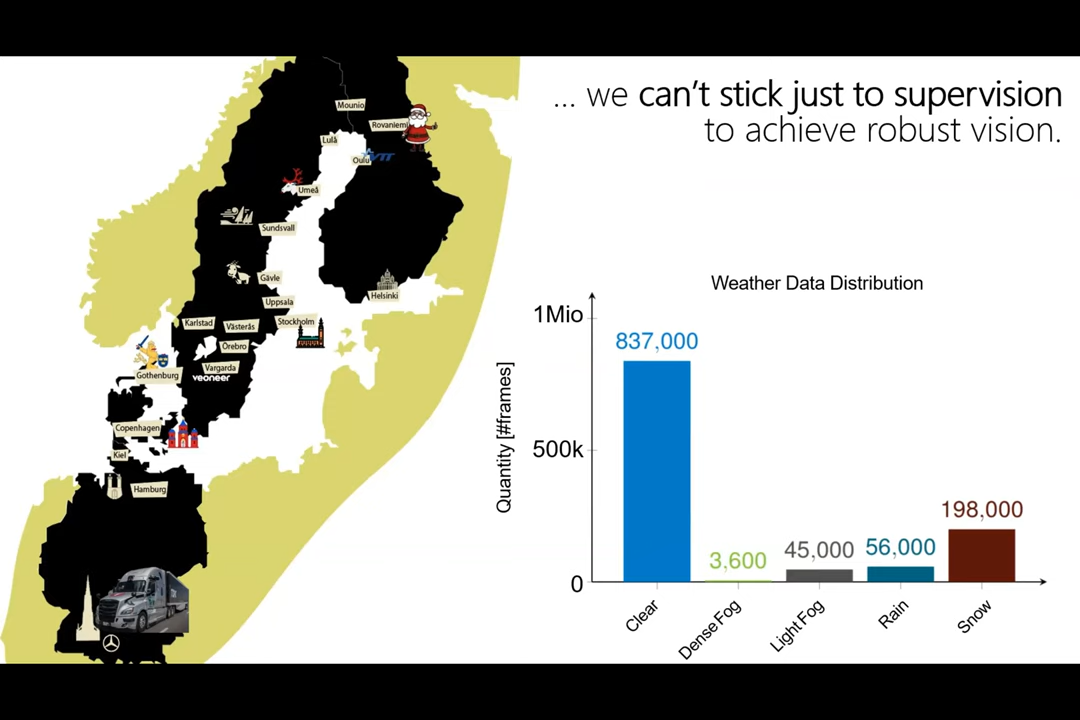 ... we can't stick just to supervision
to achieve robust vision.
Mounio
Rovaniemi
Lulå
Oulu
VTT
Umeå
Sundsvall
Gävle
Helsinki
Uppsala
Stockholm
Karlstad
Västerås
Örebro
Gothenburg
Vargarda
veoneer
Copenhagen
Kiel
Hamburg
Weather Data Distribution
Quantity [#frames]
1Mio
500k
0
837,000
3,600
45,000
56,000
198,000
Clear
Dense Fog
Light Fog
Rain
Snow